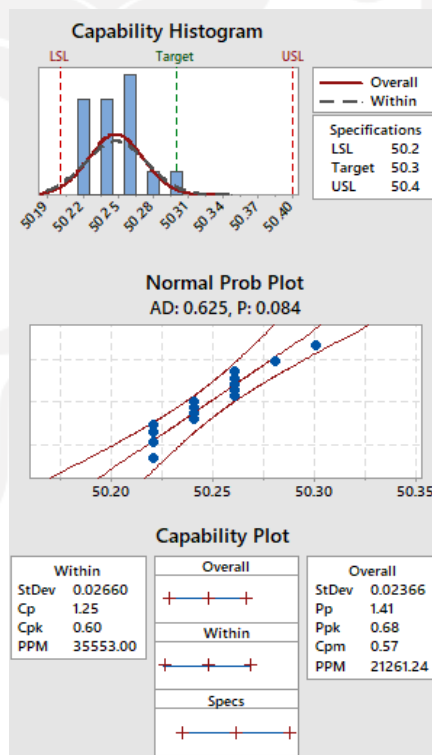 Capability Histogram
LSL Target USL
Overall
Within
Specifications
LSL 50.2
Target 50.3
USL 50.4
50.19 50.22 50.25 50.28 50.31 50.34 50.37 50.40
Normal Prob Plot
AD: 0.625, P: 0.084
50.20 50.25 50.30 50.35
Capability Plot
Within
StDev 0.02660
Cp 1.25
Cpk 0.60
PPM 35553.00
Overall
Within
Specs
Overall
StDev 0.02366
Pp 1.41
Ppk 0.68
Cpm 0.57
PPM 21261.24